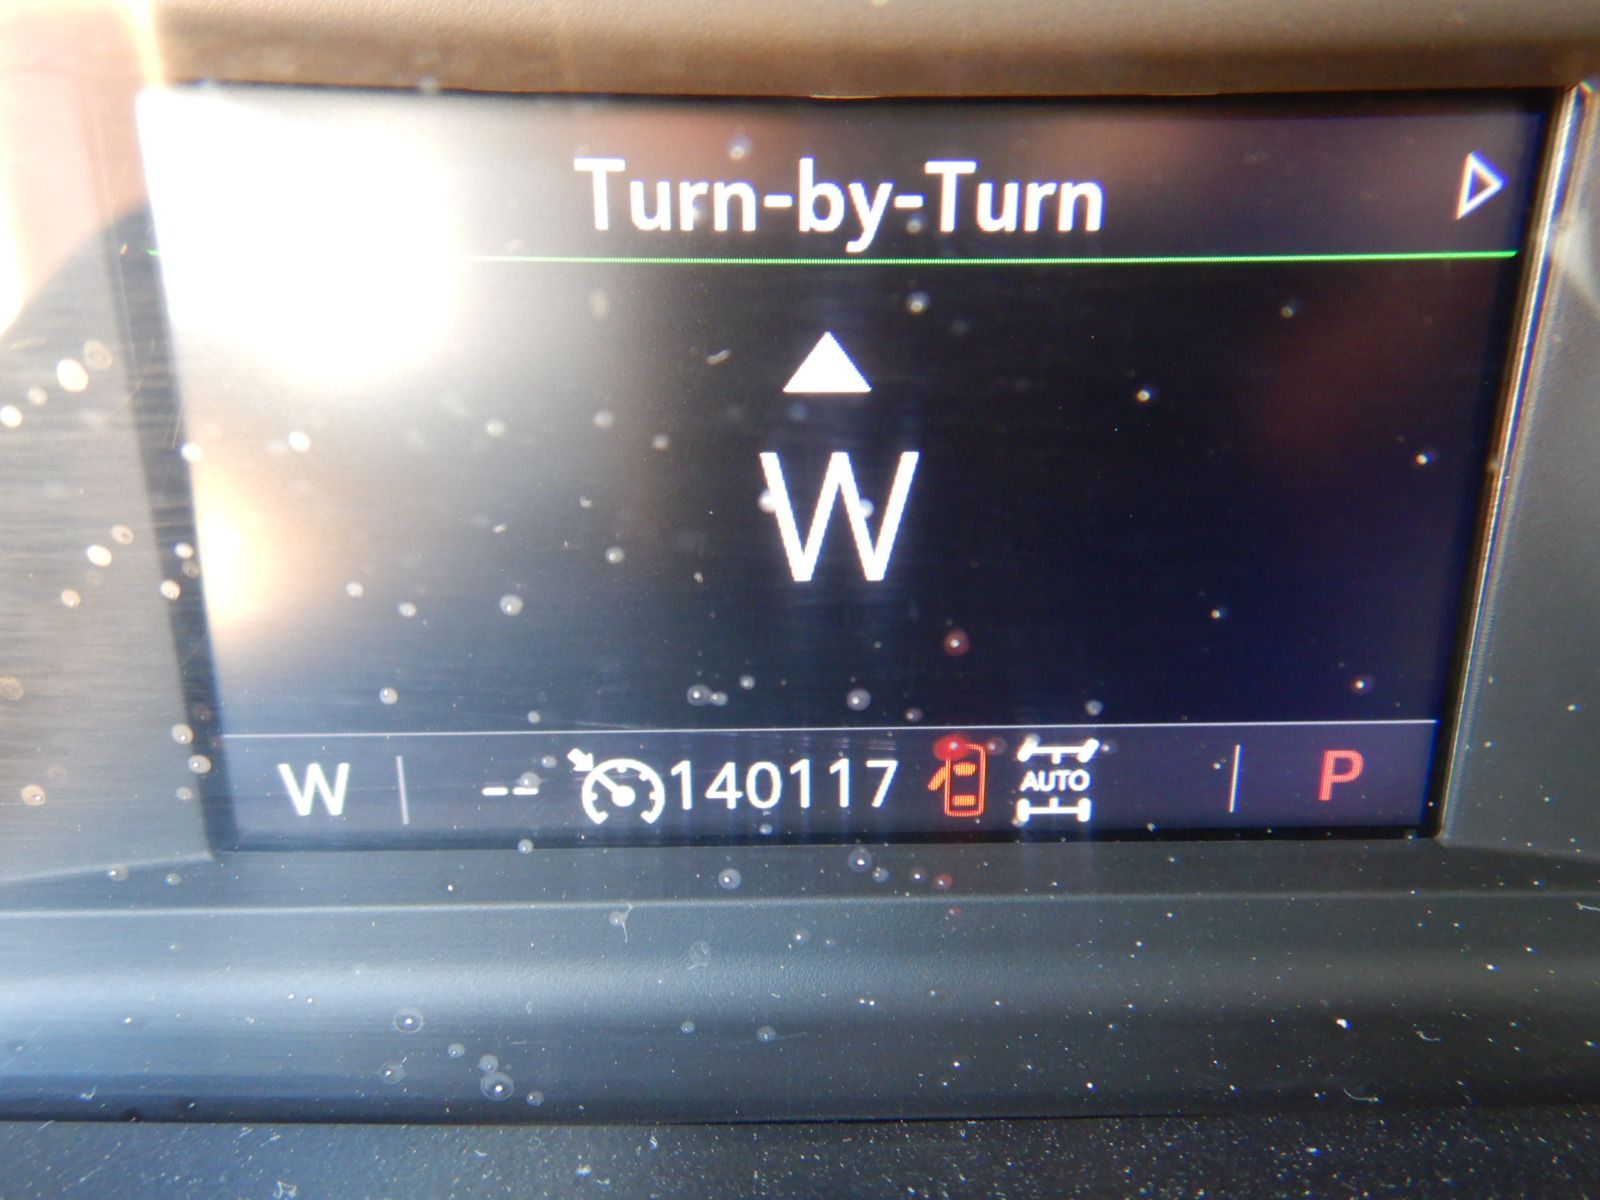 Turn-by-Turn
W
W -- 140117 AUTO P